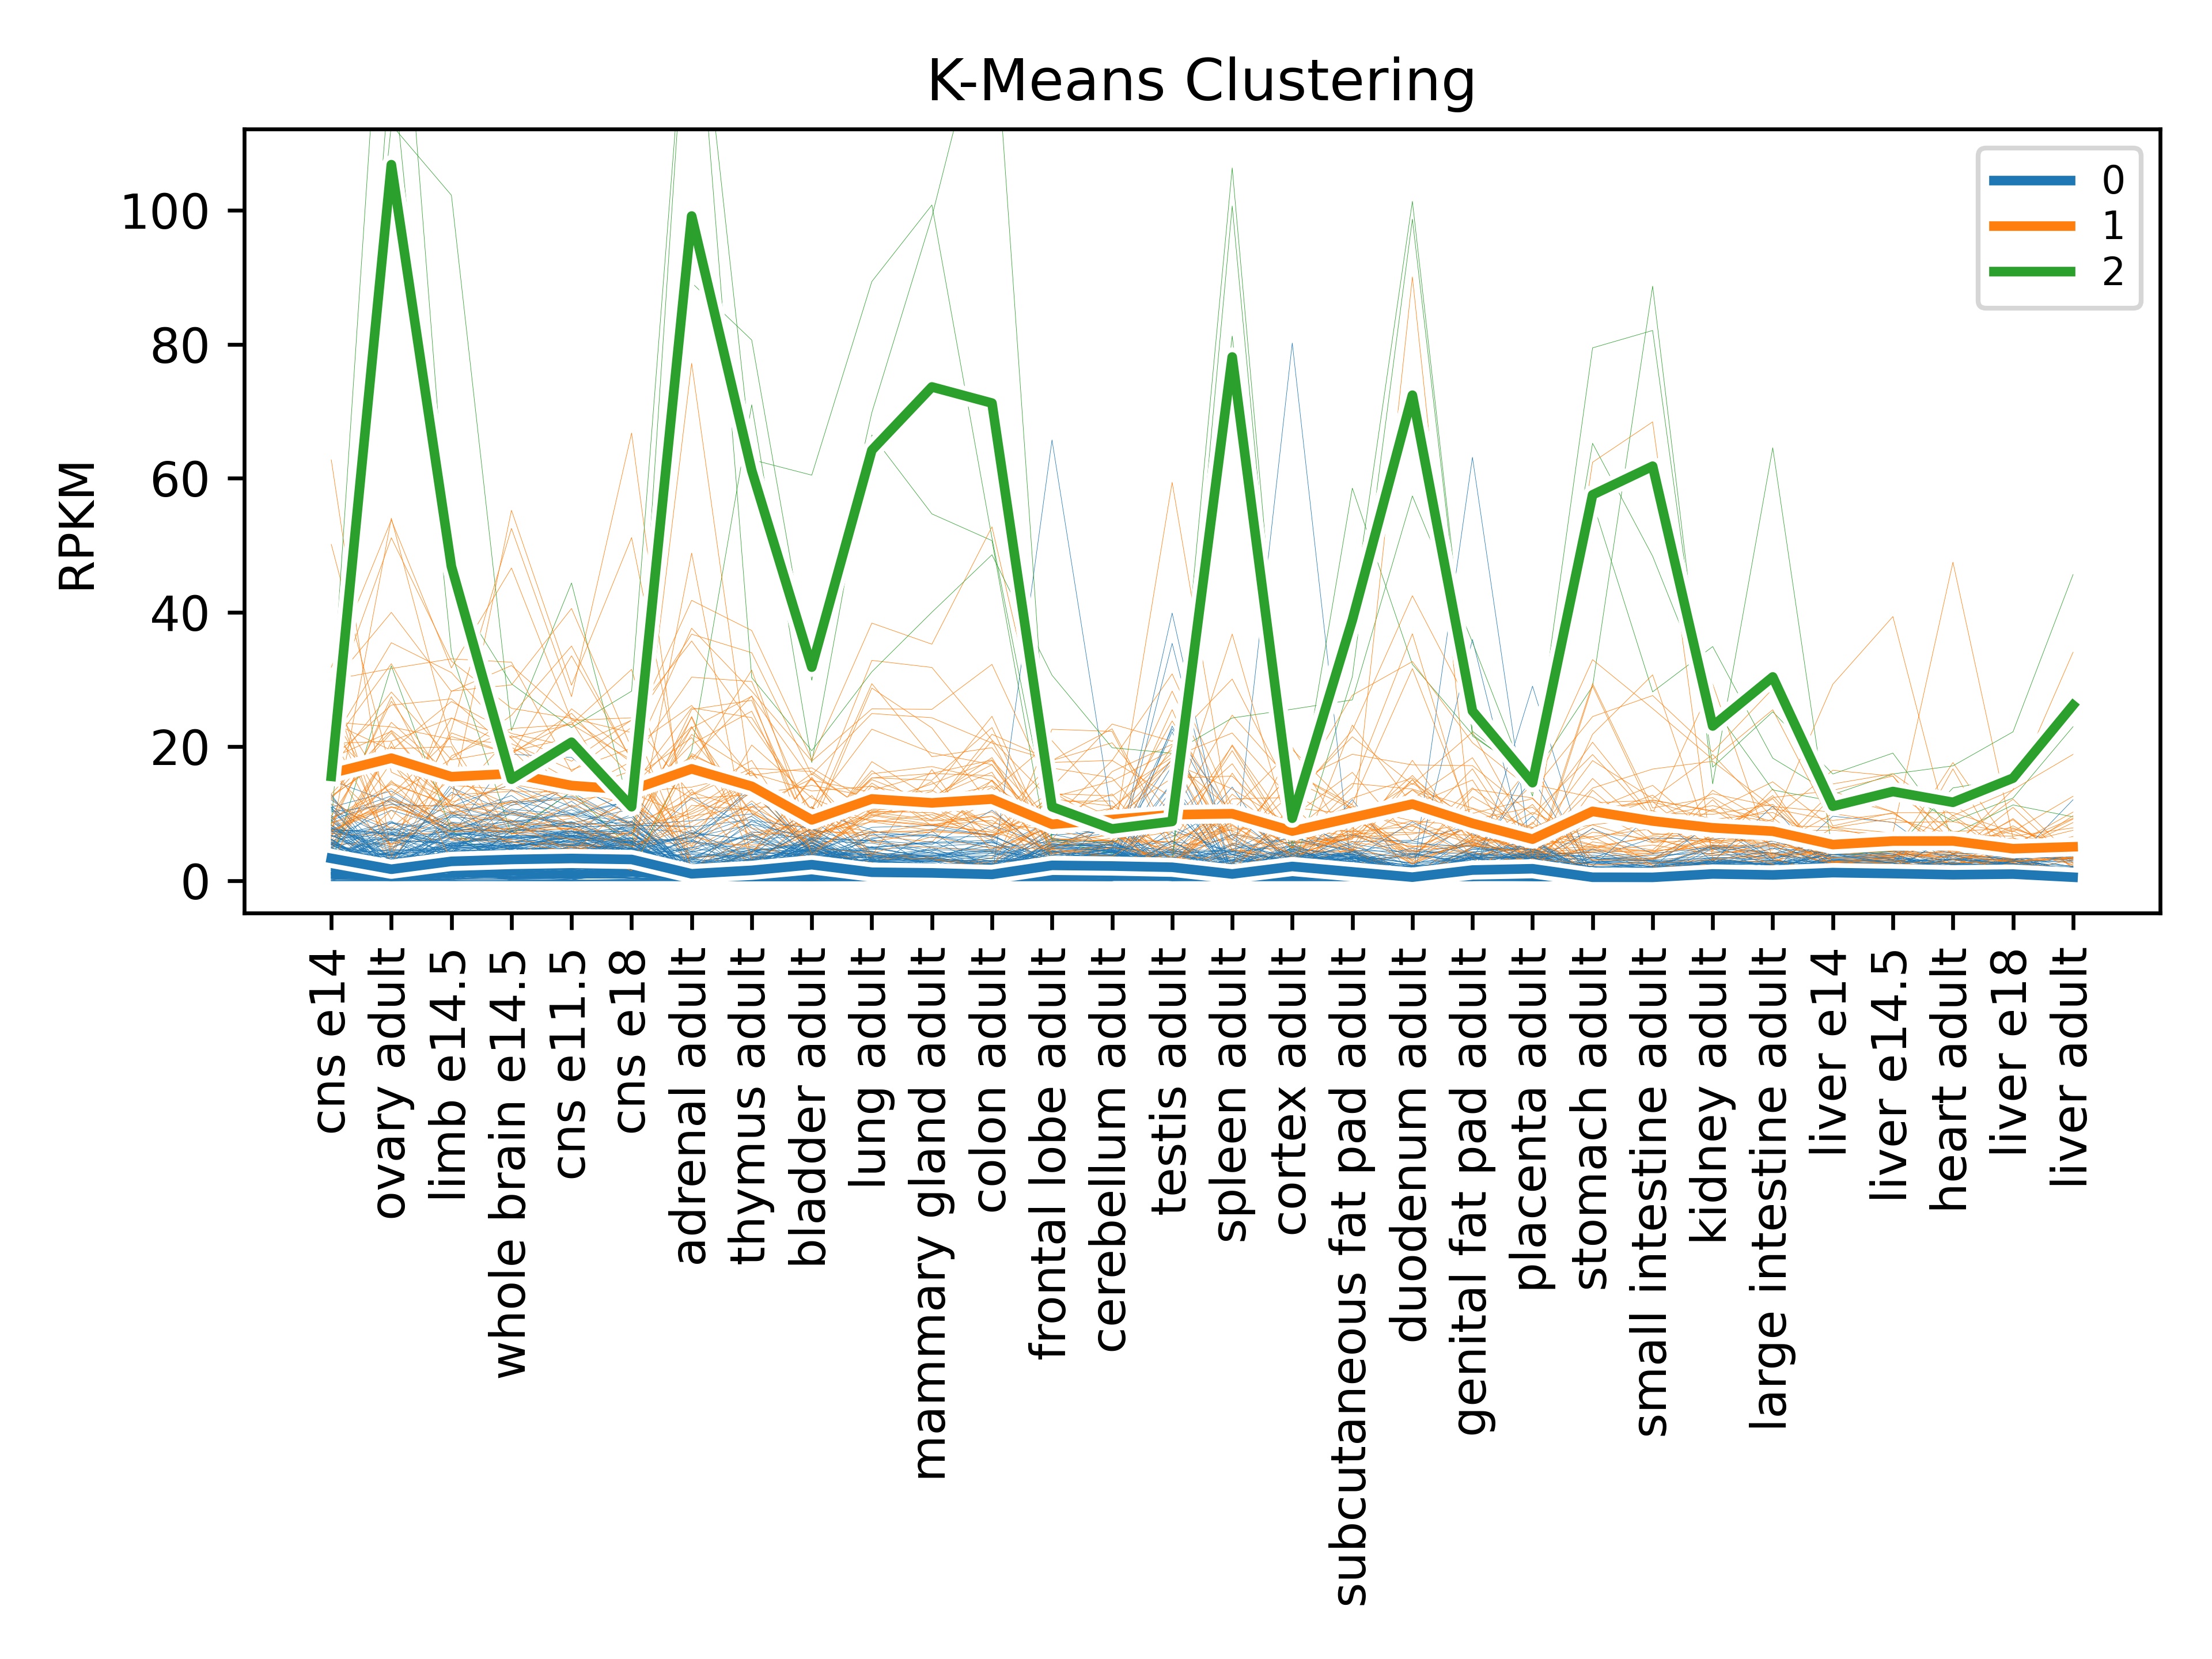 K-Means Clustering
0
1
2
RPKM
100
80
60
40
20
0
cns e14
ovary adult
limb e14.5
whole brain e14.5
cns e11.5
cns e18
adrenal adult
thymus adult
bladder adult
lung adult
mammary gland adult
colon adult
frontal lobe adult
cerebellum adult
testis adult
spleen adult
cortex adult
subcutaneous fat pad adult
duodenum adult
genital fat pad adult
placenta adult
stomach adult
small intestine adult
kidney adult
large intestine adult
liver e14
liver e14.5
heart adult
liver e18
liver adult